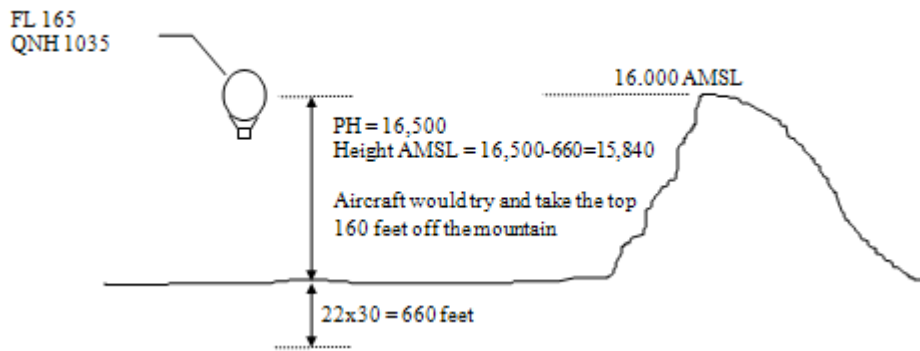 FL 165
QNH 1035
16.000 AMSL
PH = 16,500
Height AMSL = 16,500-660=15,840
Aircraft would try and take the top
160 feet off the mountain
22x30 = 660 feet